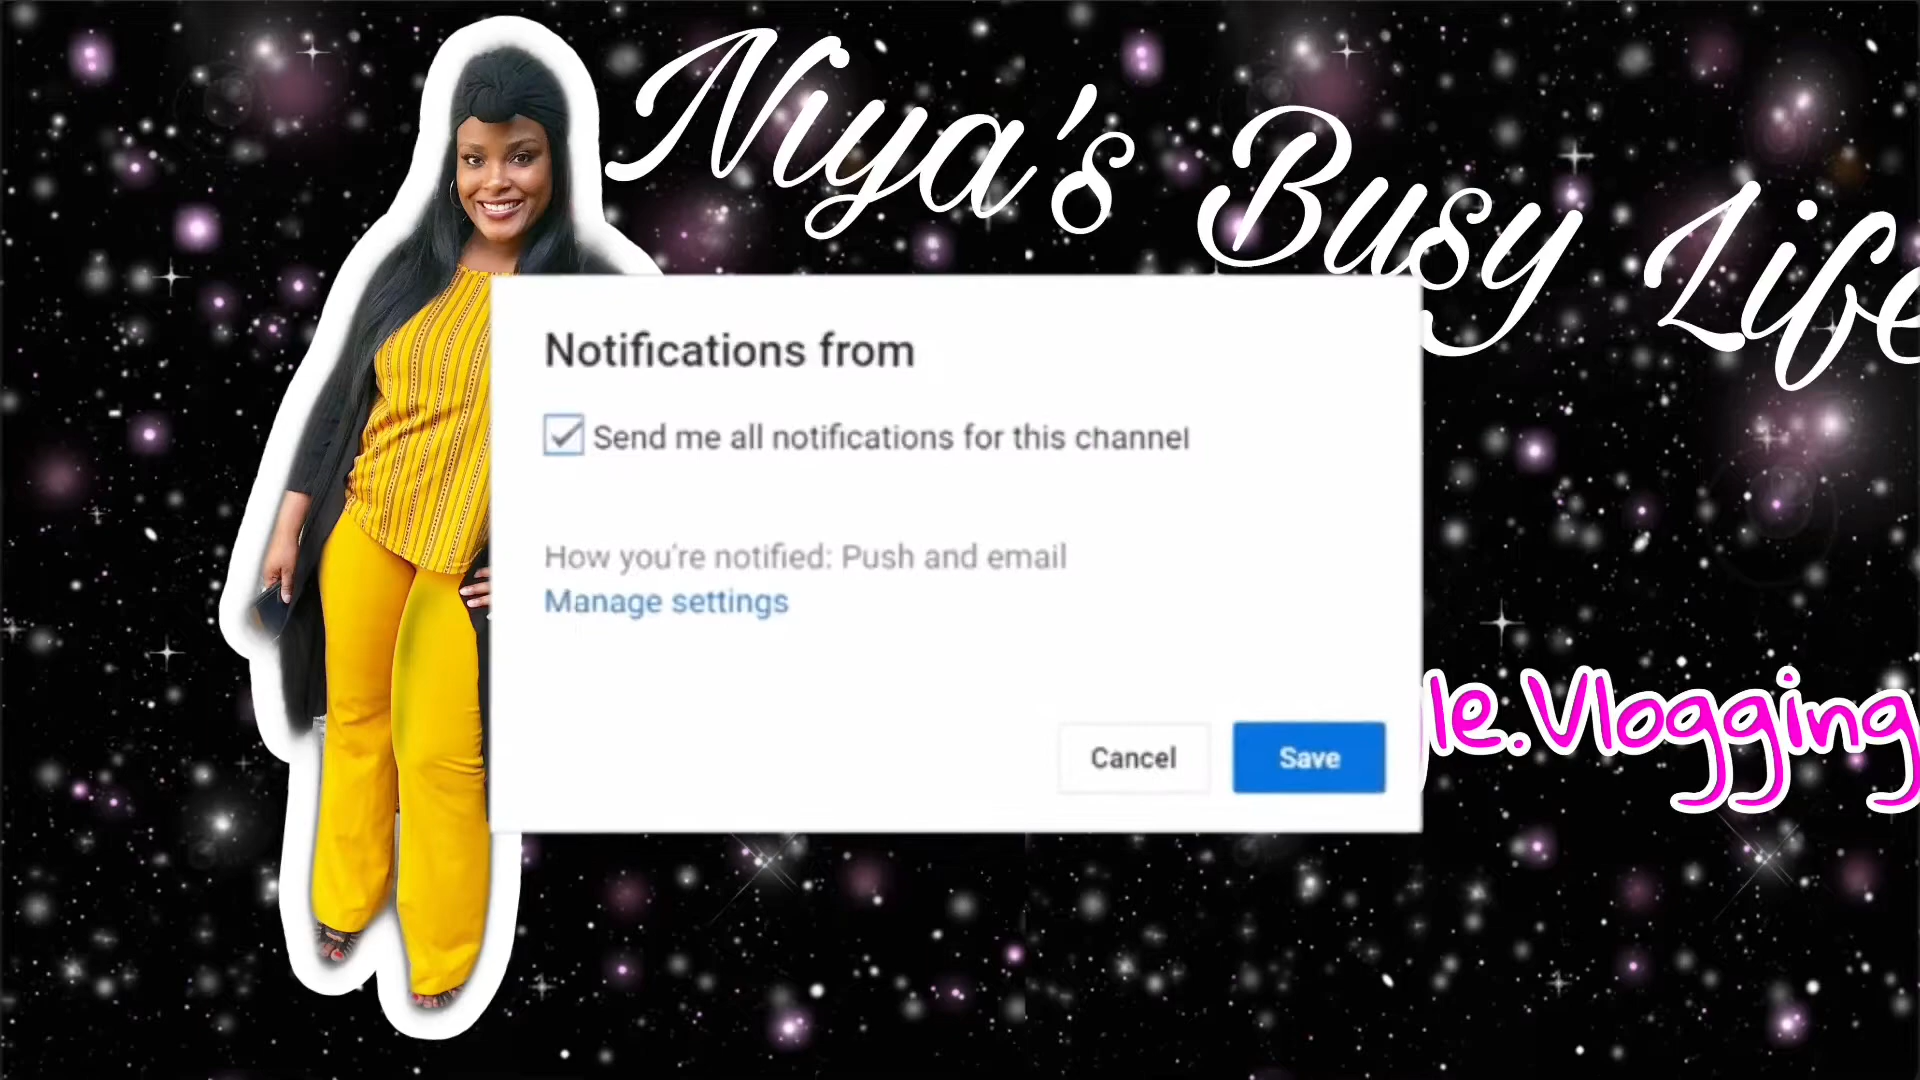 Niya's Busy Life
Notifications from
Send me all notifications for this channel
How you're notified: Push and email
Manage settings
le.Vlogging
Cancel
Save